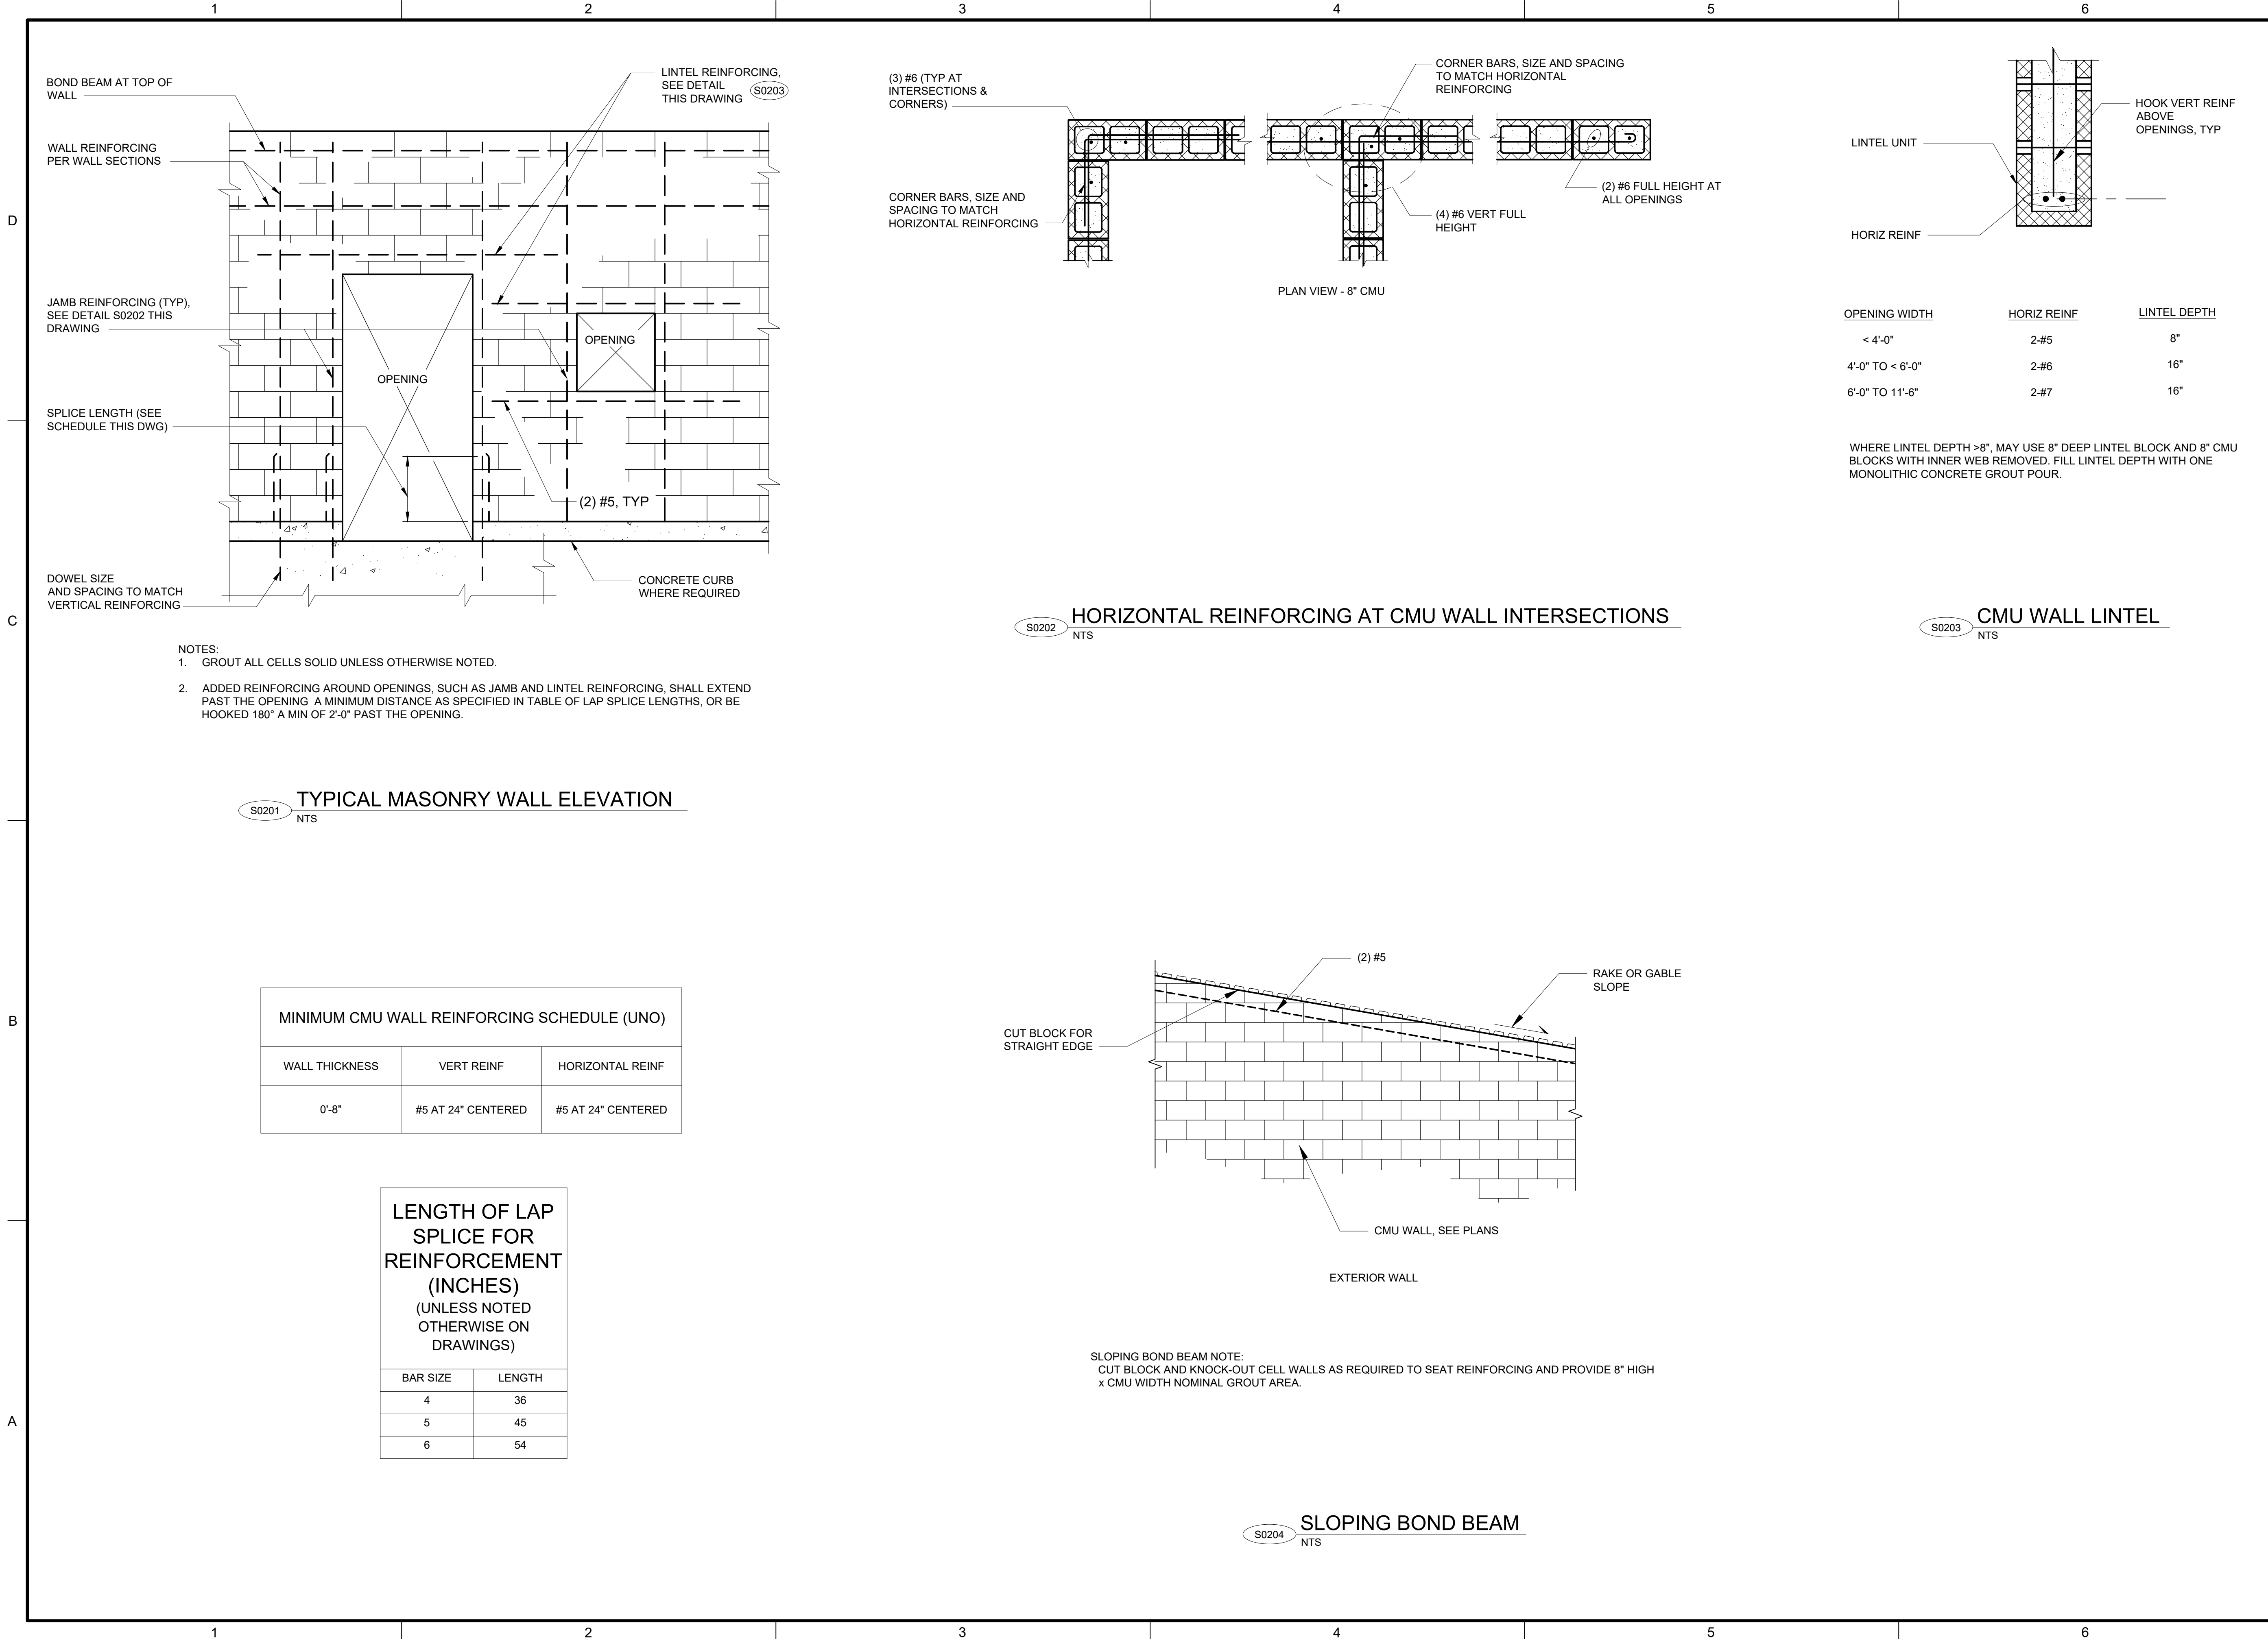 1
2
3
4
5
6
D
C
B
A
BOND BEAM AT TOP OF
WALL
WALL REINFORCING
PER WALL SECTIONS
JAMB REINFORCING (TYP),
SEE DETAIL S0202 THIS
DRAWING
SPLICE LENGTH (SEE
SCHEDULE THIS DWG)
DOWEL SIZE
AND SPACING TO MATCH
VERTICAL REINFORCING
LINTEL REINFORCING,
SEE DETAIL
THIS DRAWING
S0203
OPENING
OPENING
(2) #5, TYP
CONCRETE CURB
WHERE REQUIRED
NOTES:
1. GROUT ALL CELLS SOLID UNLESS OTHERWISE NOTED.
2. ADDED REINFORCING AROUND OPENINGS, SUCH AS JAMB AND LINTEL REINFORCING, SHALL EXTEND
PAST THE OPENING A MINIMUM DISTANCE AS SPECIFIED IN TABLE OF LAP SPLICE LENGTHS, OR BE
HOOKED 180° A MIN OF 2'-0" PAST THE OPENING.
S0201
TYPICAL MASONRY WALL ELEVATION
NTS
(3) #6 (TYP AT
INTERSECTIONS &
CORNERS)
CORNER BARS, SIZE AND
SPACING TO MATCH
HORIZONTAL REINFORCING
CORNER BARS, SIZE AND SPACING
TO MATCH HORIZONTAL
REINFORCING
(2) #6 FULL HEIGHT AT
ALL OPENINGS
(4) #6 VERT FULL
HEIGHT
PLAN VIEW - 8" CMU
S0202
HORIZONTAL REINFORCING AT CMU WALL INTERSECTIONS
NTS
HOOK VERT REINF
ABOVE
OPENINGS, TYP
LINTEL UNIT
HORIZ REINF
OPENING WIDTH HORIZ REINF LINTEL DEPTH
< 4'-0" 2-#5 8"
4'-0" TO < 6'-0" 2-#6 16"
6'-0" TO 11'-6" 2-#7 16"
WHERE LINTEL DEPTH >8", MAY USE 8" DEEP LINTEL BLOCK AND 8" CMU
BLOCKS WITH INNER WEB REMOVED. FILL LINTEL DEPTH WITH ONE
MONOLITHIC CONCRETE GROUT POUR.
S0203
CMU WALL LINTEL
NTS
MINIMUM CMU WALL REINFORCING SCHEDULE (UNO)
WALL THICKNESS VERT REINF HORIZONTAL REINF
0'-8" #5 AT 24" CENTERED #5 AT 24" CENTERED
LENGTH OF LAP
SPLICE FOR
REINFORCEMENT
(INCHES)
(UNLESS NOTED
OTHERWISE ON
DRAWINGS)
BAR SIZE LENGTH
4 36
5 45
6 54
(2) #5
RAKE OR GABLE
SLOPE
CUT BLOCK FOR
STRAIGHT EDGE
CMU WALL, SEE PLANS
EXTERIOR WALL
SLOPING BOND BEAM NOTE:
CUT BLOCK AND KNOCK-OUT CELL WALLS AS REQUIRED TO SEAT REINFORCING AND PROVIDE 8" HIGH
x CMU WIDTH NOMINAL GROUT AREA.
S0204
SLOPING BOND BEAM
NTS
1
2
3
4
5
6